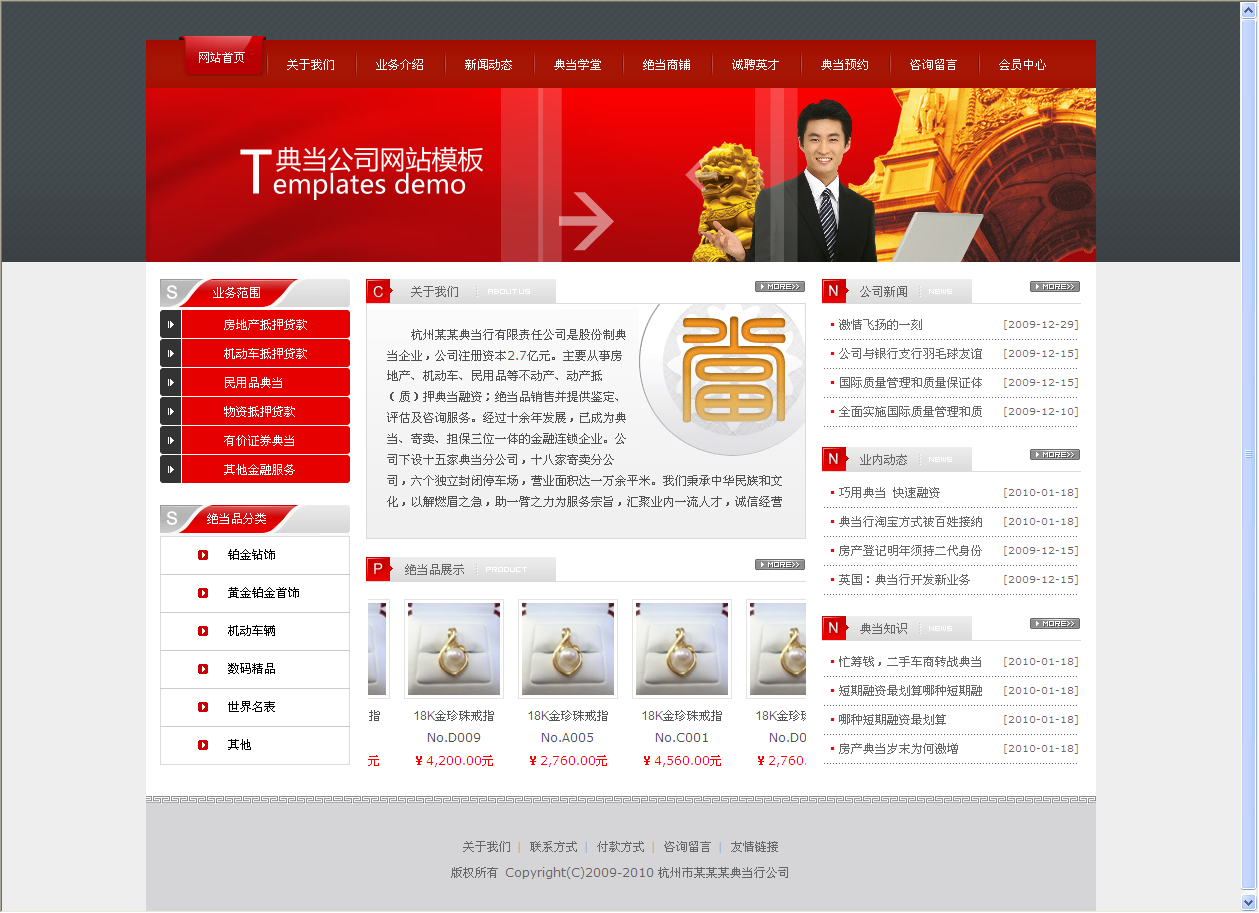 网站首页
关于我们
业务介绍
新闻动态
典当学堂
绝当商铺
诚聘英才
典当预约
咨询留言
会员中心
典当公司网站模板
Templates demo
S 业务范围
房地产抵押贷款
机动车抵押贷款
民用品典当
物资抵押贷款
有价证券典当
其他金融服务
S 绝当品分类
铂金钻饰
黄金铂金首饰
机动车辆
数码精品
世界名表
其他
C 关于我们 ABOUT US MORE>>
杭州某某典当行有限责任公司是股份制典
当企业，公司注册资本2.7亿元。主要从事房
地产、机动车、民用品等不动产、动产抵
（ 质 ）押典当融资；绝当品销售并提供鉴定、
评估及咨询服务。经过十余年发展，已成为典
当、寄卖、担保三位一体的金融连锁企业。公
司下设十五家典当分公司，十八家寄卖分公
司，六个独立封闭停车场，营业面积达一万余平米。我们秉承中华民族和文
化，以解燃眉之急，助一臂之力为服务宗旨，汇聚业内一流人才，诚信经营
當
P 绝当品展示 PRODUCT MORE>>
指 18K金珍珠戒指 18K金珍珠戒指 18K金珍珠戒指 18K金珍
No.D009 No.A005 No.C001 No.D0
元 ¥ 4,200.00元 ¥ 2,760.00元 ¥ 4,560.00元 ¥ 2,760.
N 公司新闻 NEWS MORE>>
激情飞扬的一刻 [2009-12-29]
公司与银行支行羽毛球友谊 [2009-12-15]
国际质量管理和质量保证体 [2009-12-15]
全面实施国际质量管理和质 [2009-12-10]
N 业内动态 NEWS MORE>>
巧用典当 快速融资 [2010-01-18]
典当行淘宝方式被百姓接纳 [2010-01-18]
房产登记明年须持二代身份 [2009-12-15]
英国：典当行开发新业务 [2009-12-15]
N 典当知识 NEWS MORE>>
忙筹钱，二手车商转战典当 [2010-01-18]
短期融资最划算哪种短期融 [2010-01-18]
哪种短期融资最划算 [2010-01-18]
房产典当岁末为何激增 [2010-01-18]
关于我们 | 联系方式 | 付款方式 | 咨询留言 | 友情链接
版权所有 Copyright(C)2009-2010 杭州市某某某典当行公司